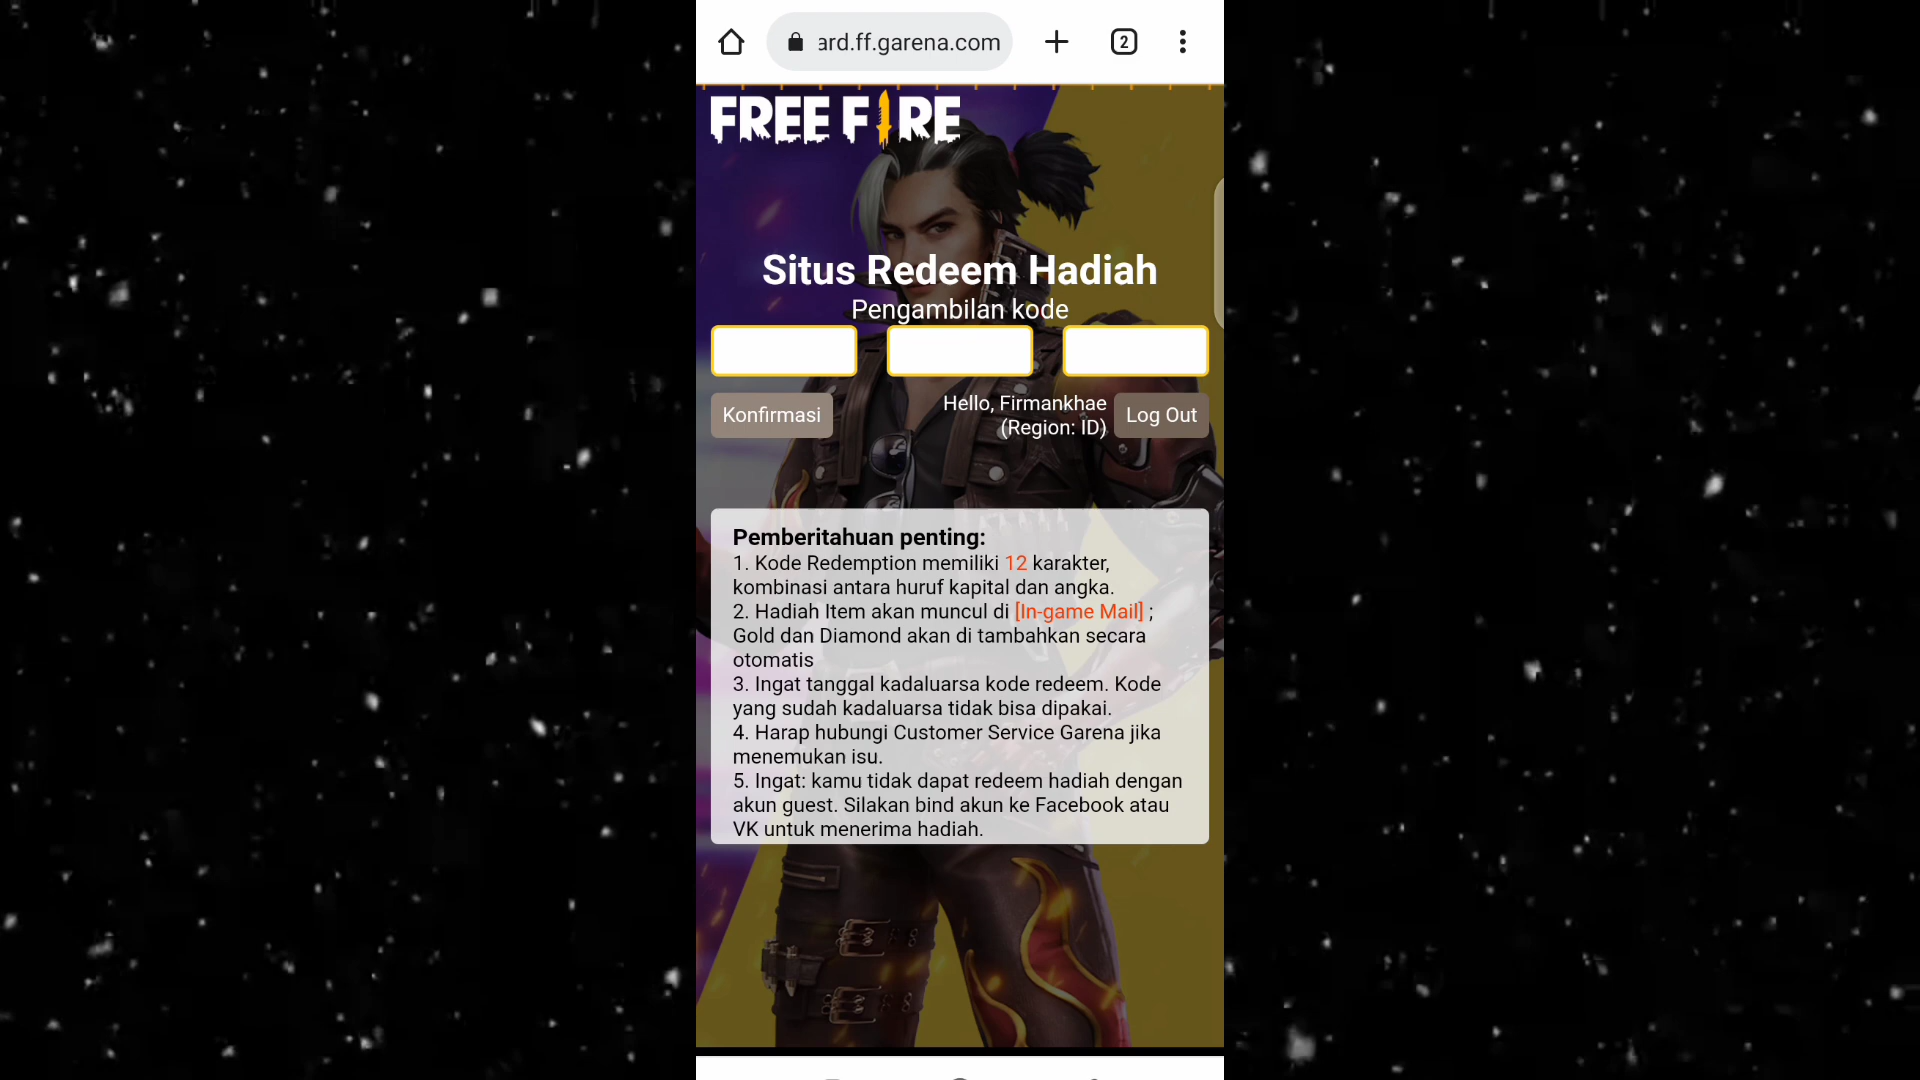 ard.ff.garena.com
2
FREE FIRE
Situs Redeem Hadiah
Pengambilan kode
Konfirmasi
Hello, Firmankhae
(Region: ID)
Log Out
Pemberitahuan penting:
1. Kode Redemption memiliki 12 karakter,
kombinasi antara huruf kapital dan angka.
2. Hadiah Item akan muncul di [In-game Mail] ;
Gold dan Diamond akan di tambahkan secara
otomatis
3. Ingat tanggal kadaluarsa kode redeem. Kode
yang sudah kadaluarsa tidak bisa dipakai.
4. Harap hubungi Customer Service Garena jika
menemukan isu.
5. Ingat: kamu tidak dapat redeem hadiah dengan
akun guest. Silakan bind akun ke Facebook atau
VK untuk menerima hadiah.